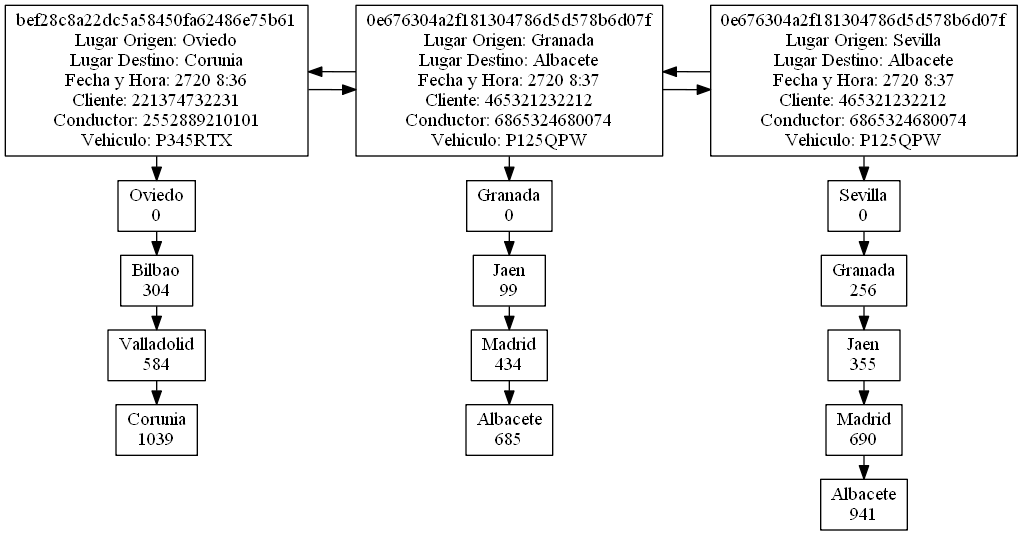 bef28c8a22dc5a58450fa62486e75b61
Lugar Origen: Oviedo
Lugar Destino: Corunia
Fecha y Hora: 2720 8:36
Cliente: 221374732231
Conductor: 2552889210101
Vehiculo: P345RTX
Oviedo
0
Bilbao
304
Valladolid
584
Corunia
1039
0e676304a2f181304786d5d578b6d07f
Lugar Origen: Granada
Lugar Destino: Albacete
Fecha y Hora: 2720 8:37
Cliente: 465321232212
Conductor: 6865324680074
Vehiculo: P125QPW
Granada
0
Jaen
99
Madrid
434
Albacete
685
0e676304a2f181304786d5d578b6d07f
Lugar Origen: Sevilla
Lugar Destino: Albacete
Fecha y Hora: 2720 8:37
Cliente: 465321232212
Conductor: 6865324680074
Vehiculo: P125QPW
Sevilla
0
Granada
256
Jaen
355
Madrid
690
Albacete
941